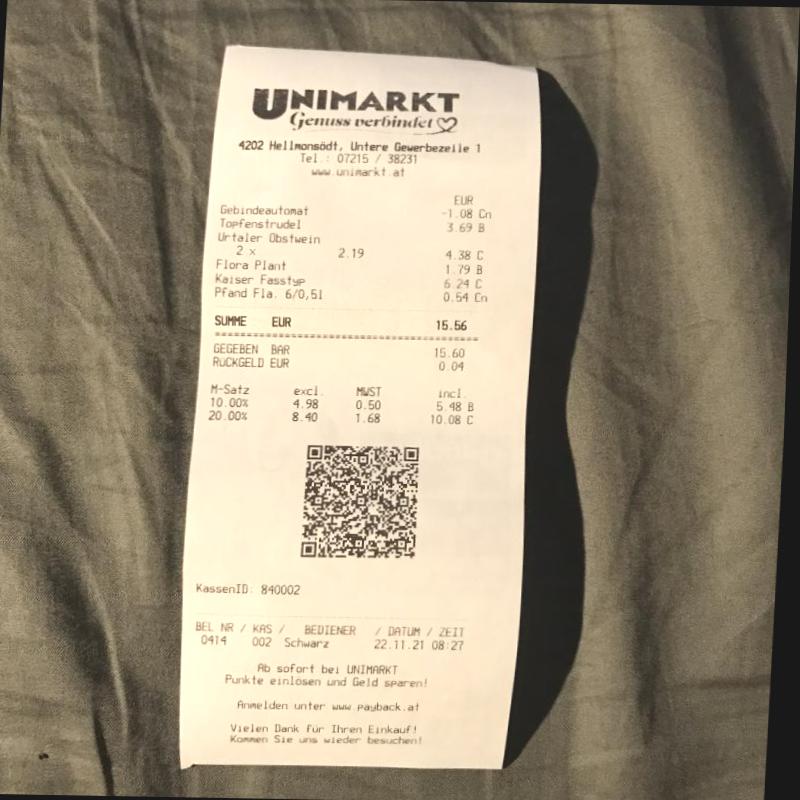 UNIMARKT
Genuss verbindet
4202 Hellmonsödt, Untere Gewerbezeile 1
Tel.: 07215 / 38231
www.unimarkt.at
EUR
Gebindeautomat -1.08 Cn
Topfenstrudel 3.69 B
Urtaler Obstwein
2 x 2.19 4.38 C
Flora Plant 1.79 B
Kaiser Fasstyp 6.24 C
Pfand Fla. 6/0,5l 0.54 Cn
SUMME EUR 15.56
GEGEBEN BAR 15.60
RÜCKGELD EUR 0.04
M-Satz excl. MWST incl.
10.00% 4.98 0.50 5.48 B
20.00% 8.40 1.68 10.08 C
KassenID: 840002
BEL NR / KAS / BEDIENER / DATUM / ZEIT
0414 002 Schwarz 22.11.21 08:27
Ab sofort bei UNIMARKT
Punkte einlösen und Geld sparen!
Anmelden unter www.payback.at
Vielen Dank für Ihren Einkauf!
Kommen Sie uns wieder besuchen!